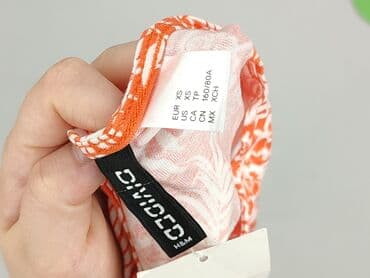 EUR XS
US XS
CA TP
CN 160/80A
MX XCH
DIVIDED
H&M